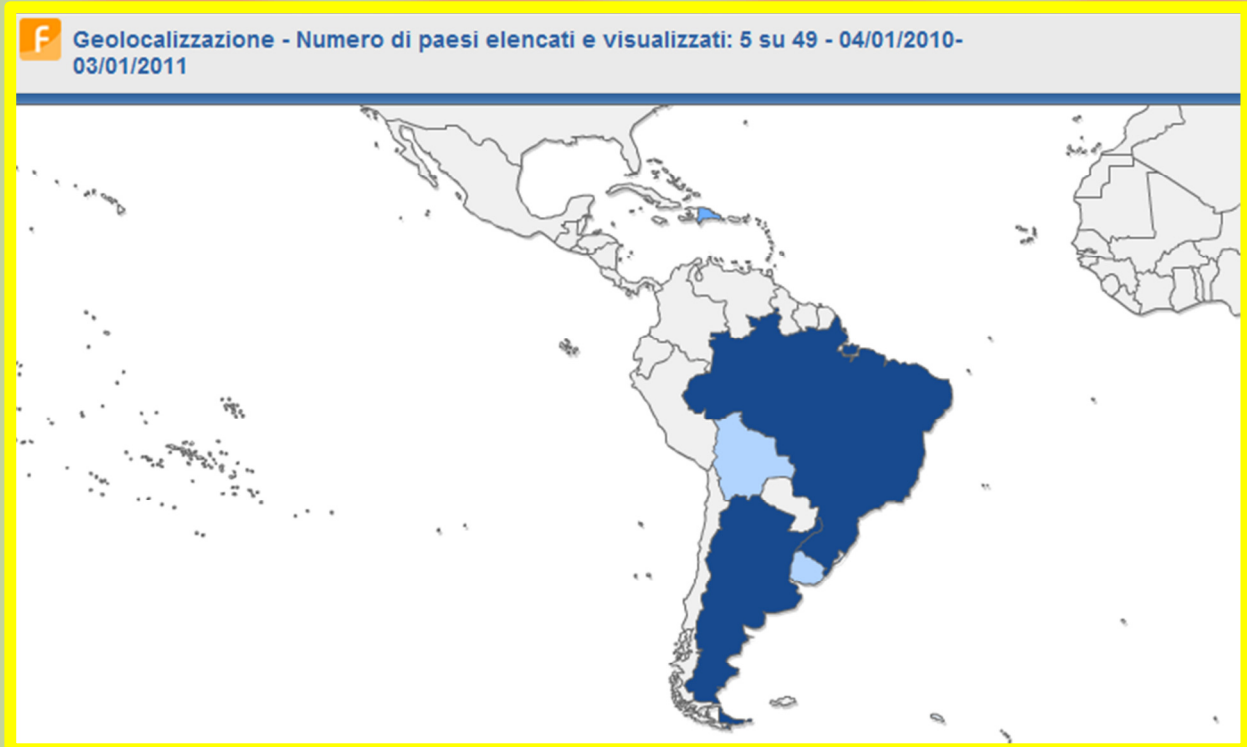 F
Geolocalizzazione - Numero di paesi elencati e visualizzati: 5 su 49 - 04/01/2010-
03/01/2011